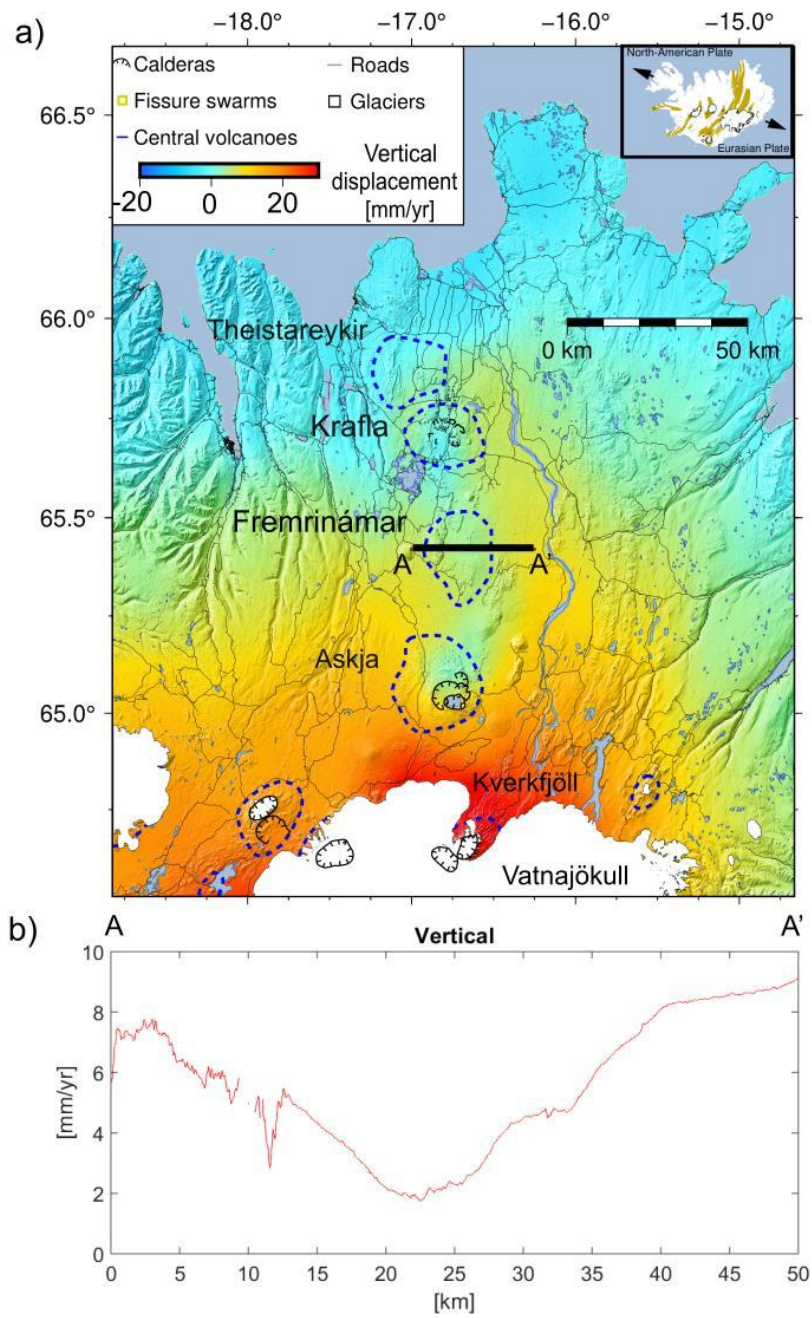 a)
-18.0° -17.0° -16.0° -15.0°
Calderas Roads
Fissure swarms Glaciers
Central volcanoes
Vertical displacement [mm/yr]
-20 0 20
North-American Plate
Eurasian Plate
66.5°
66.0°
65.5°
65.0°
0 km 50 km
Theistareykir
Krafla
Fremrinámar
A A'
Askja
Kverkfjöll
Vatnajökull
b)
A Vertical A'
10
8
6
4
2
0
[mm/yr]
0 5 10 15 20 25 30 35 40 45 50
[km]